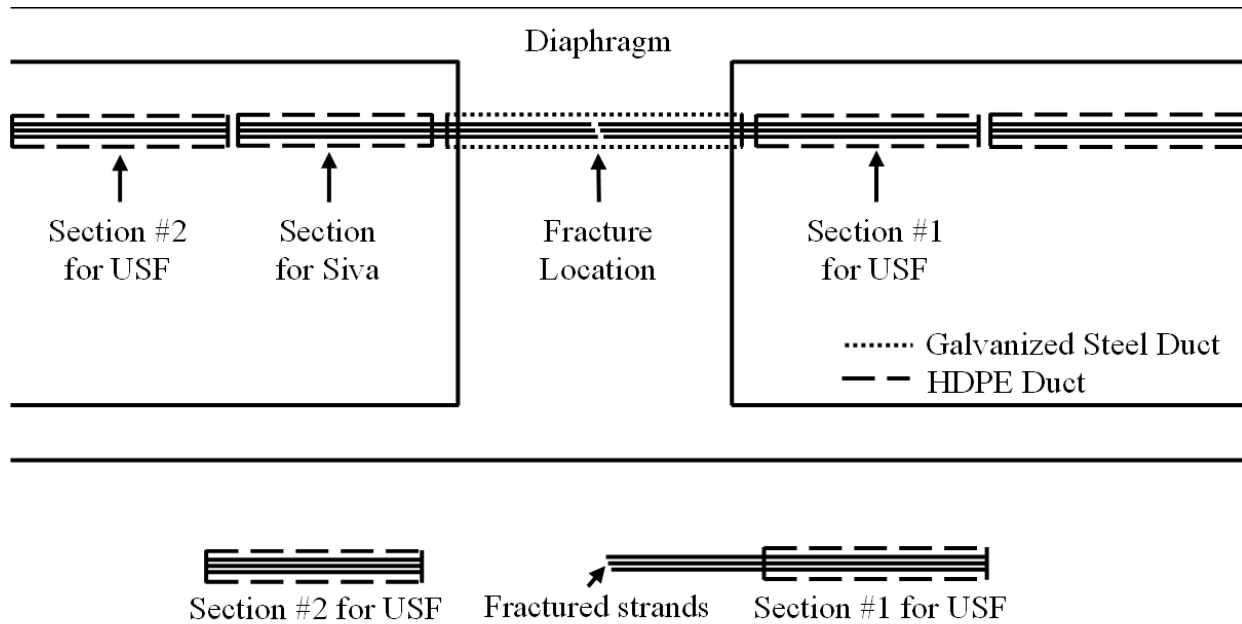 Diaphragm
Section #2
for USF
Section
for Siva
Fracture
Location
Section #1
for USF
Galvanized Steel Duct
HDPE Duct
Section #2 for USF
Fractured strands
Section #1 for USF